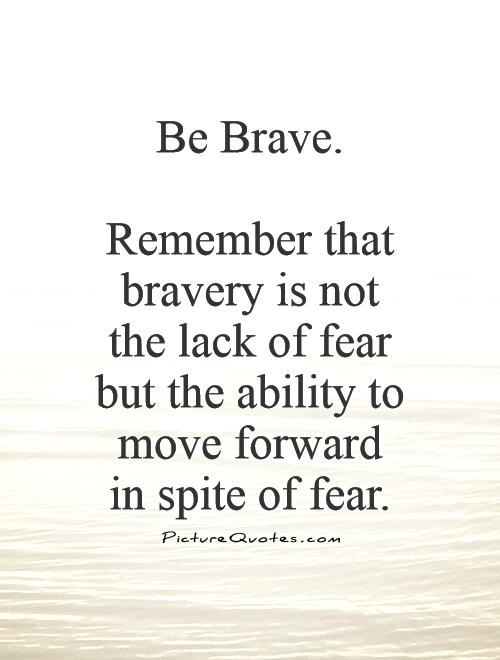 Be Brave.
Remember that
bravery is not
the lack of fear
but the ability to
move forward
in spite of fear.
PictureQuotes.com